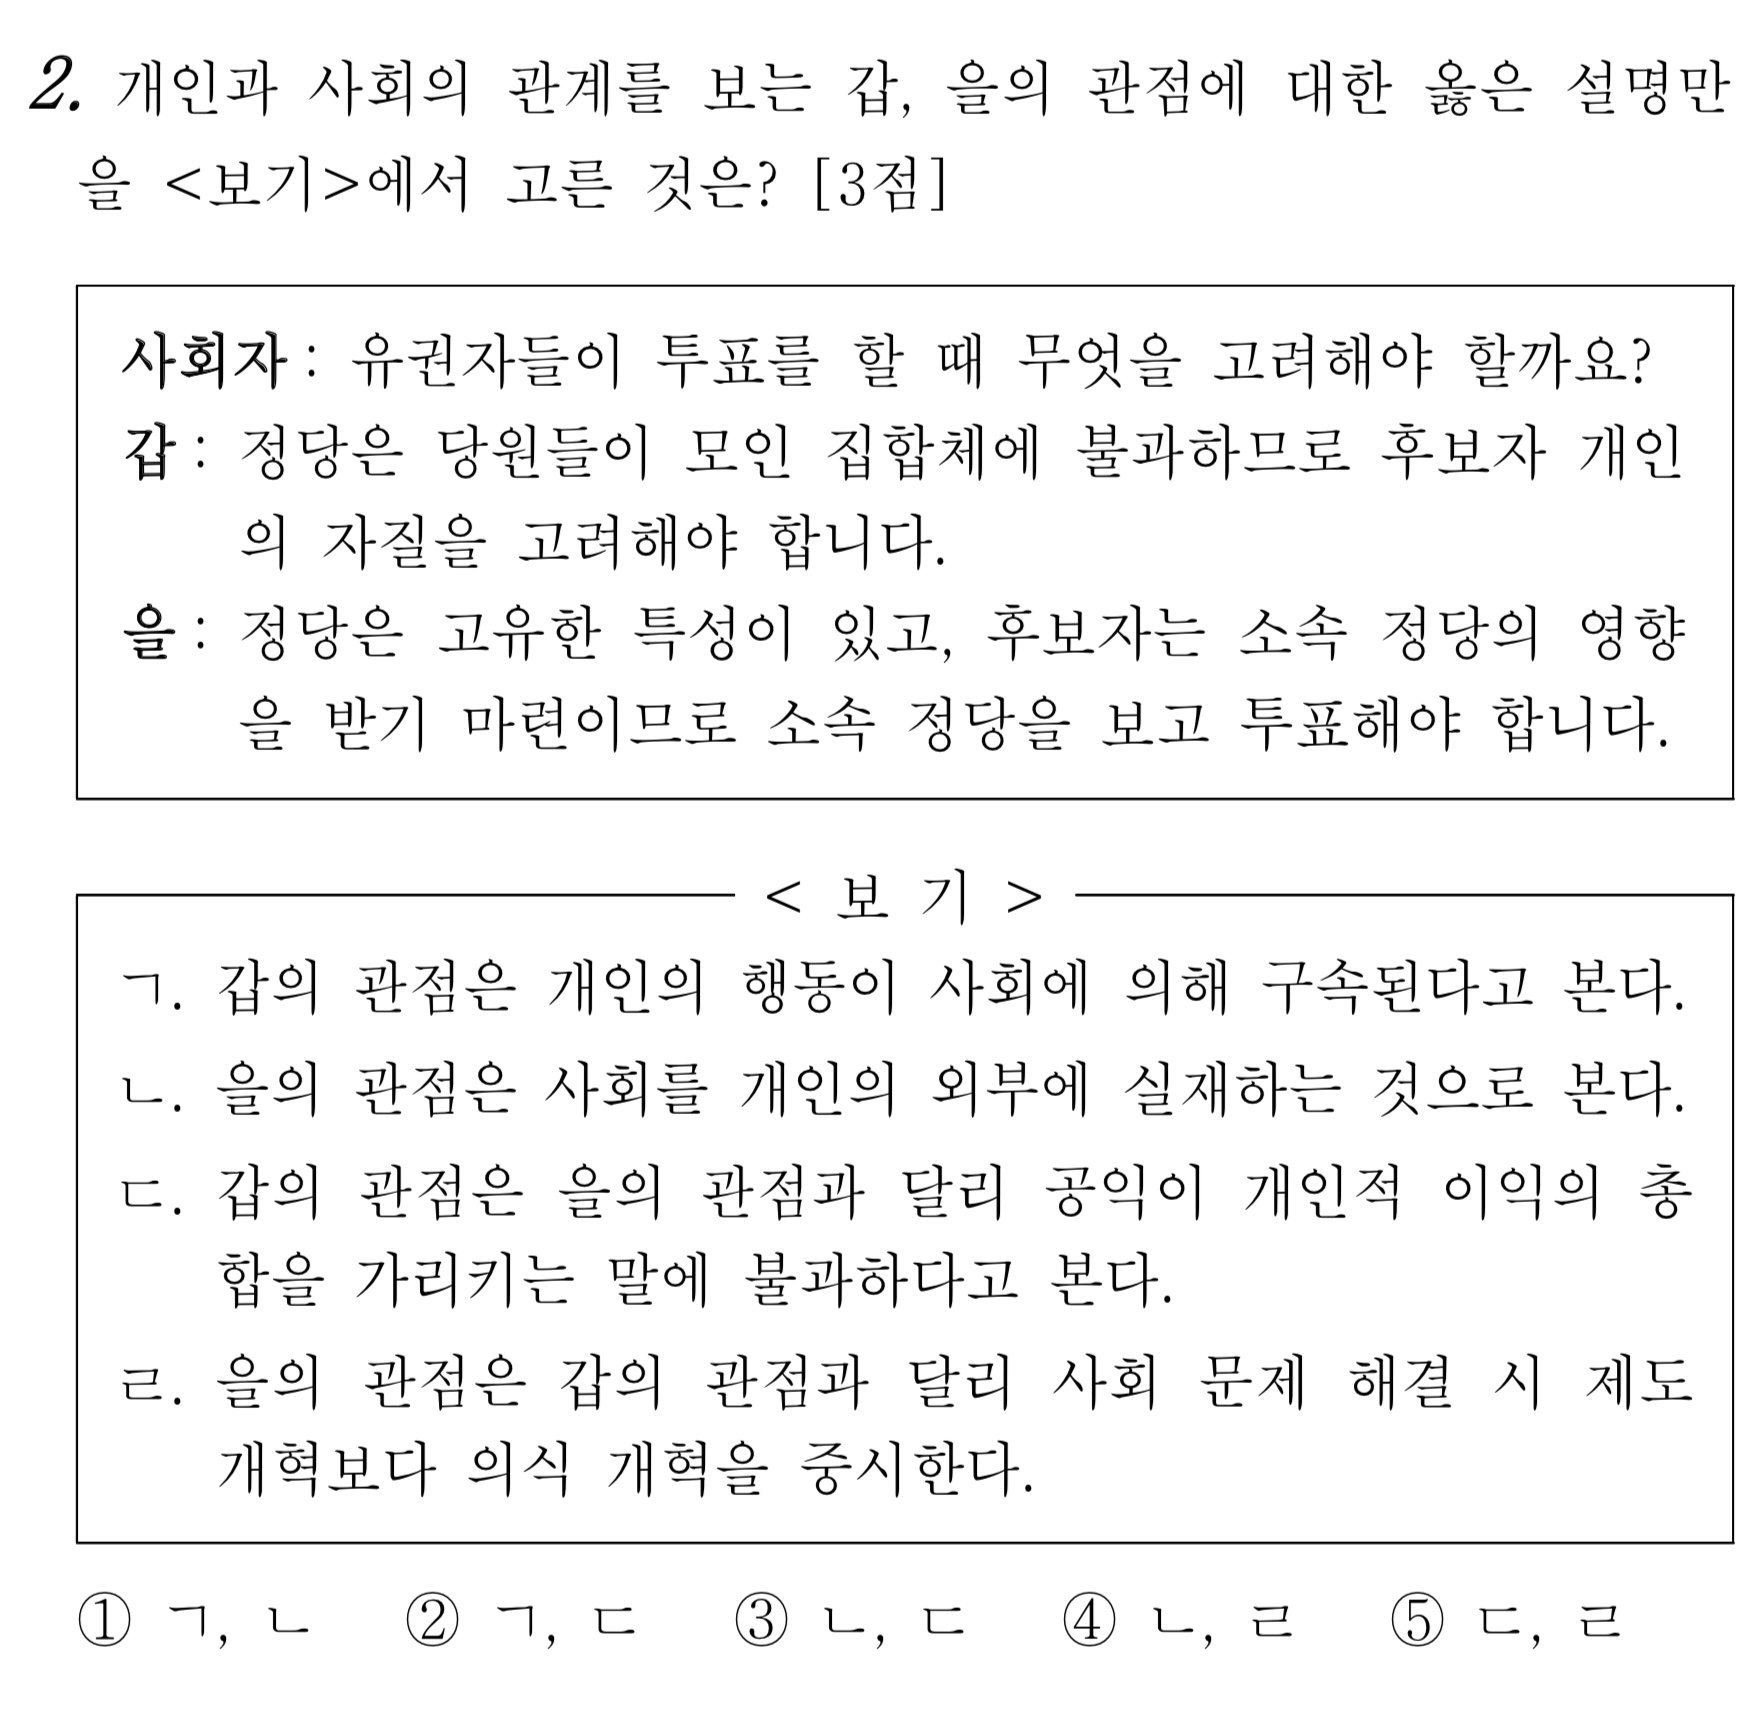 2. 개인과 사회의 관계를 보는 갑, 을의 관점에 대한 옳은 설명만
을 <보기>에서 고른 것은? [3점]
사회자 : 유권자들이 투표를 할 때 무엇을 고려해야 할까요?
갑 : 정당은 당원들이 모인 집합체에 불과하므로 후보자 개인
의 자질을 고려해야 합니다.
을 : 정당은 고유한 특성이 있고, 후보자는 소속 정당의 영향
을 받기 마련이므로 소속 정당을 보고 투표해야 합니다.
< 보 기 >
ㄱ. 갑의 관점은 개인의 행동이 사회에 의해 구속된다고 본다.
ㄴ. 을의 관점은 사회를 개인의 외부에 실재하는 것으로 본다.
ㄷ. 갑의 관점은 을의 관점과 달리 공익이 개인적 이익의 총
합을 가리키는 말에 불과하다고 본다.
ㄹ. 을의 관점은 갑의 관점과 달리 사회 문제 해결 시 제도
개혁보다 의식 개혁을 중시한다.
① ㄱ, ㄴ ② ㄱ, ㄷ ③ ㄴ, ㄷ ④ ㄴ, ㄹ ⑤ ㄷ, ㄹ